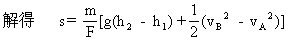 解得 s= m/F [g(h₂ - h₁)+ 1/2 (v_B² - v_A²)]